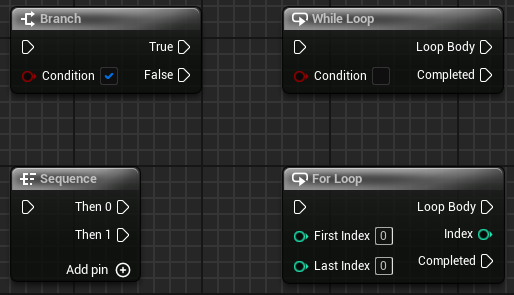 Branch
True
Condition
False
While Loop
Loop Body
Condition
Completed
Sequence
Then 0
Then 1
Add pin
For Loop
Loop Body
First Index 0
Index
Last Index 0
Completed